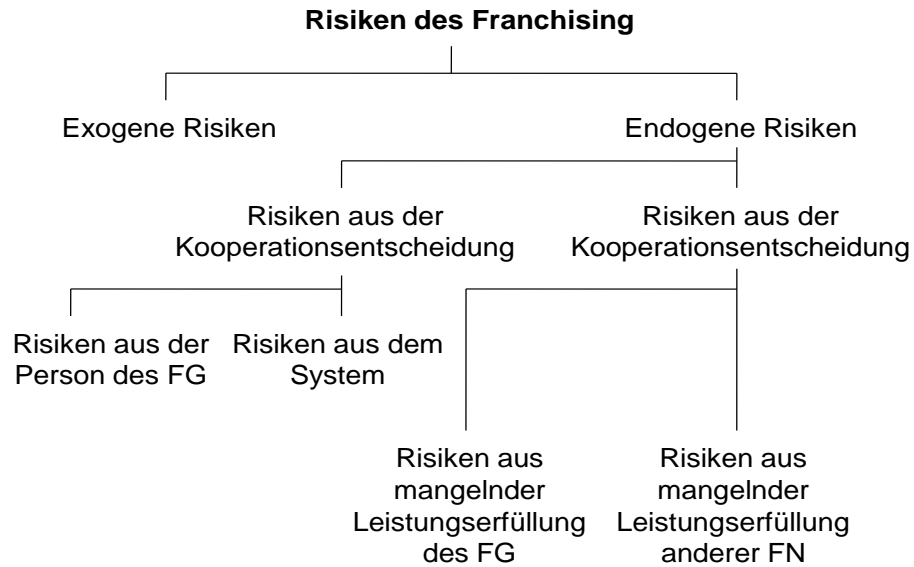 Risiken des Franchising
Exogene Risiken
Endogene Risiken
Risiken aus der
Kooperationsentscheidung
Risiken aus der
Kooperationsentscheidung
Risiken aus der
Person des FG
Risiken aus dem
System
Risiken aus
mangelnder
Leistungserfüllung
des FG
Risiken aus
mangelnder
Leistungserfüllung
anderer FN